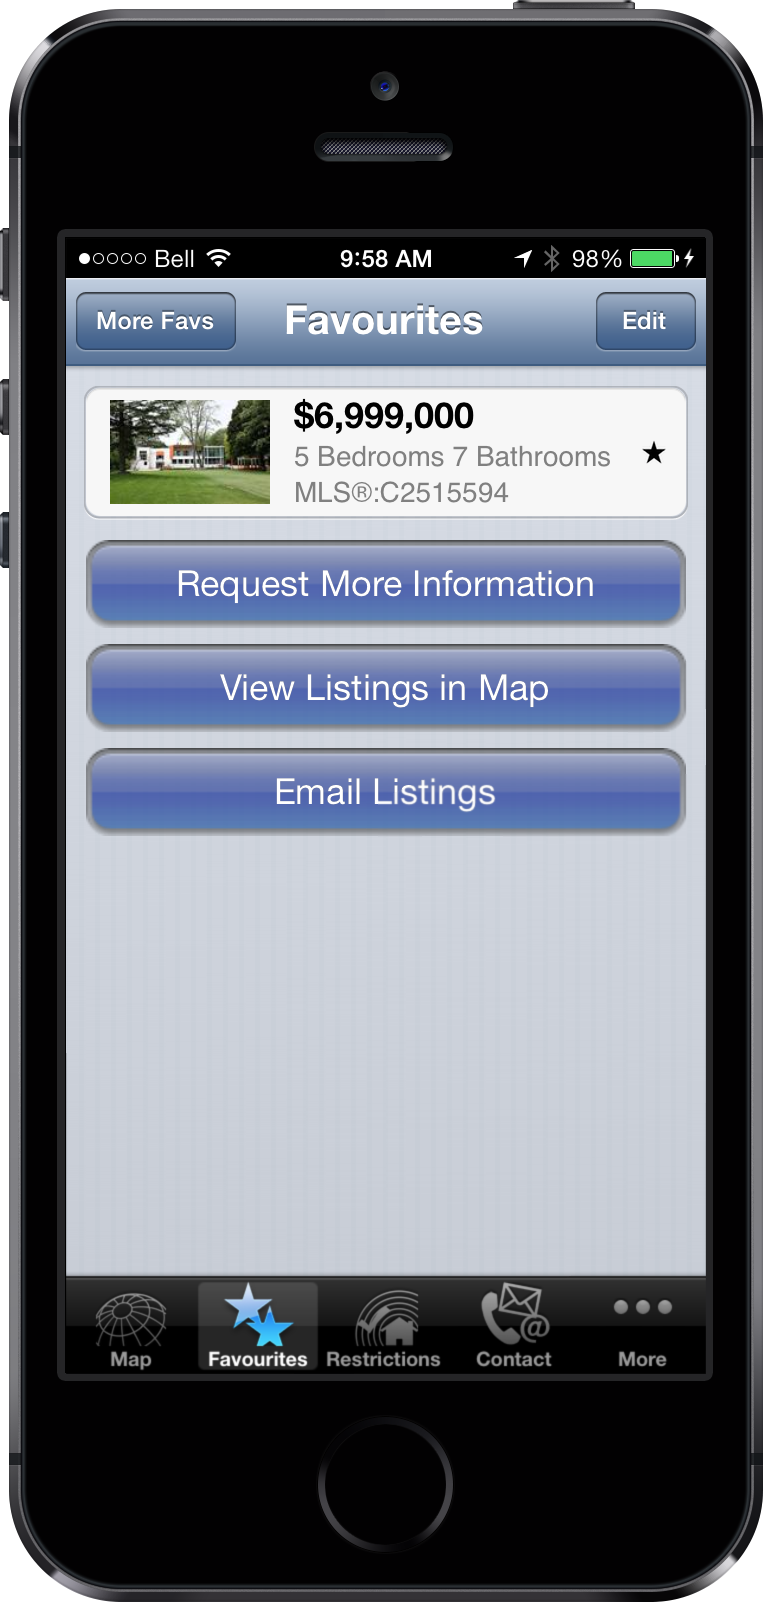 Bell 9:58 AM 98%
More Favs Favourites Edit
$6,999,000
5 Bedrooms 7 Bathrooms
MLS®:C2515594
Request More Information
View Listings in Map
Email Listings
Map Favourites Restrictions Contact More